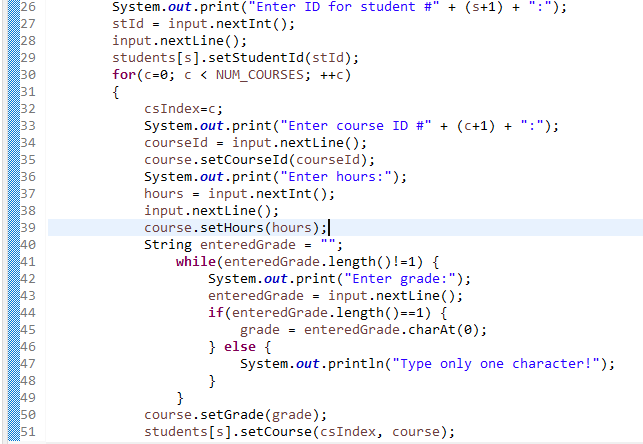 26 System.out.print("Enter ID for student #" + (s+1) + ":");
27 stId = input.nextInt();
28 input.nextLine();
29 students[s].setStudentId(stId);
30 for(c=0; c < NUM_COURSES; ++c)
31 {
32 csIndex=c;
33 System.out.print("Enter course ID #" + (c+1) + ":");
34 courseId = input.nextLine();
35 course.setCourseId(courseId);
36 System.out.print("Enter hours:");
37 hours = input.nextInt();
38 input.nextLine();
39 course.setHours(hours);
40 String enteredGrade = "";
41 while(enteredGrade.length()!=1) {
42 System.out.print("Enter grade:");
43 enteredGrade = input.nextLine();
44 if(enteredGrade.length()==1) {
45 grade = enteredGrade.charAt(0);
46 } else {
47 System.out.println("Type only one character!");
48 }
49 }
50 course.setGrade(grade);
51 students[s].setCourse(csIndex, course);